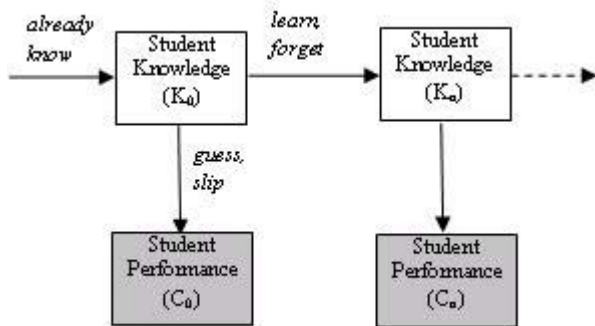 already
know
Student
Knowledge
(K₀)
learn,
forget
Student
Knowledge
(Kₙ)
guess,
slip
Student
Performance
(C₀)
Student
Performance
(Cₙ)